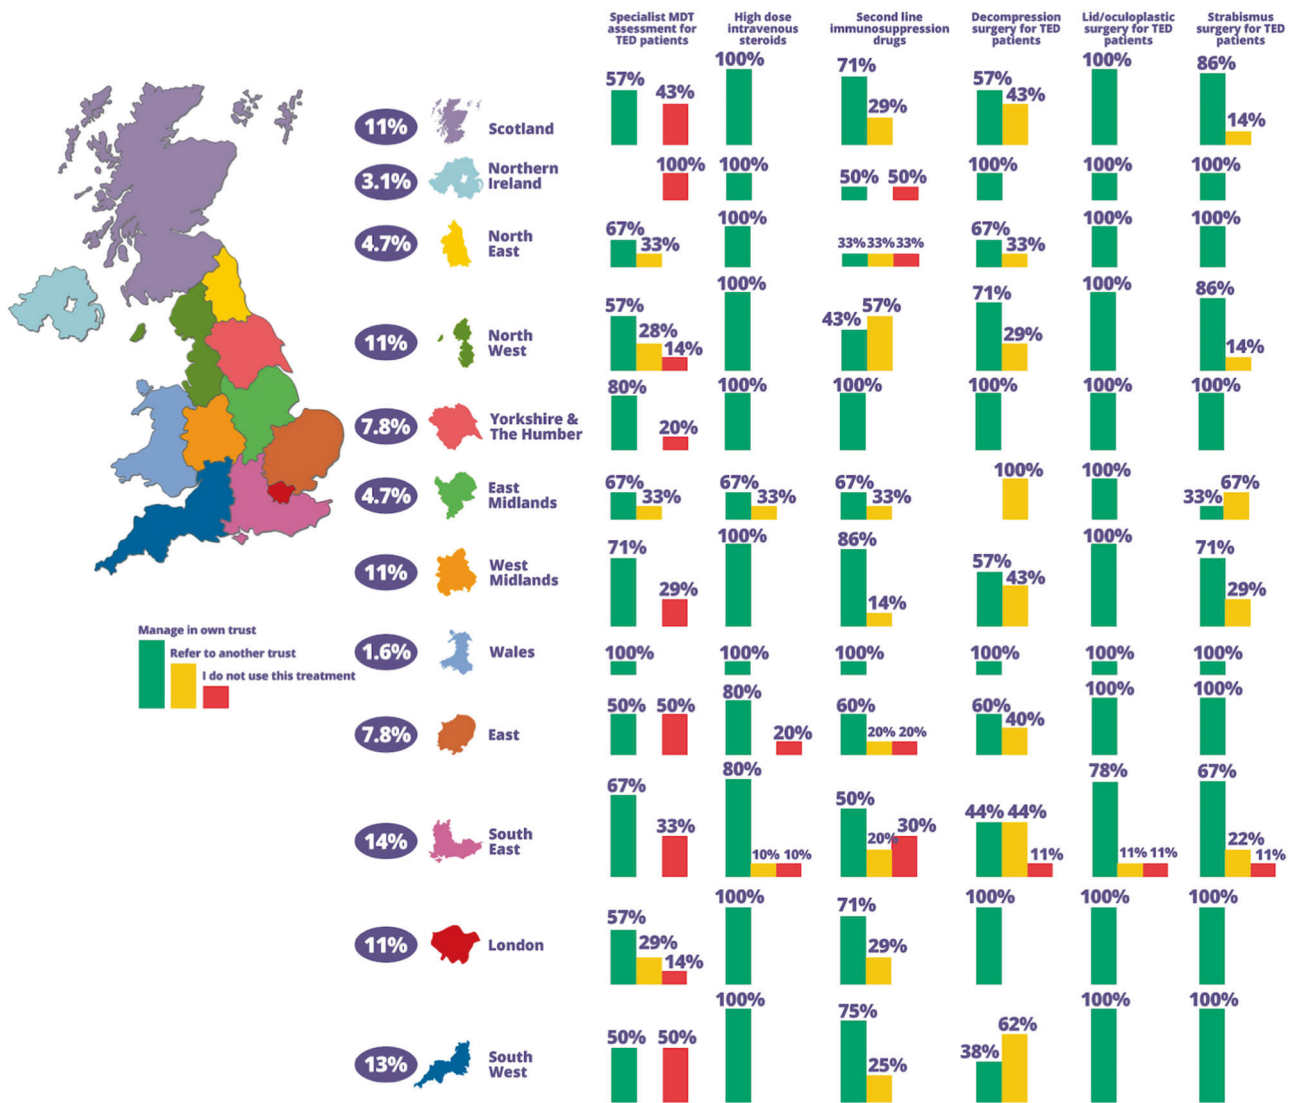 Specialist MDT
assessment for
TED patients
High dose
intravenous
steroids
Second line
immunosuppression
drugs
Decompression
surgery for TED
patients
Lid/oculoplastic
surgery for TED
patients
Strabismus
surgery for TED
patients
11%
Scotland
57% 43%
100%
71% 29%
57% 43%
100%
86% 14%
3.1%
Northern
Ireland
100%
100%
50% 50%
100%
100%
100%
4.7%
North
East
67% 33%
100%
33% 33% 33%
67% 33%
100%
100%
11%
North
West
57% 28% 14%
100%
43% 57%
71% 29%
100%
86% 14%
7.8%
Yorkshire &
The Humber
80% 20%
100%
100%
100%
100%
100%
4.7%
East
Midlands
67% 33%
67% 33%
67% 33%
100%
100%
33% 67%
11%
West
Midlands
71% 29%
100%
86% 14%
57% 43%
100%
71% 29%
Manage in own trust
Refer to another trust
I do not use this treatment
1.6%
Wales
100%
100%
100%
100%
100%
100%
7.8%
East
50% 50%
80% 20%
60% 20% 20%
60% 40%
100%
100%
14%
South
East
67% 33%
80% 10% 10%
50% 20% 30%
44% 44% 11%
78% 11% 11%
67% 22% 11%
11%
London
57% 29% 14%
100%
71% 29%
100%
100%
100%
13%
South
West
50% 50%
100%
75% 25%
38% 62%
100%
100%